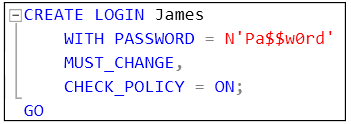 CREATE LOGIN James
WITH PASSWORD = N'Pa$$w0rd'
MUST_CHANGE,
CHECK_POLICY = ON;
GO